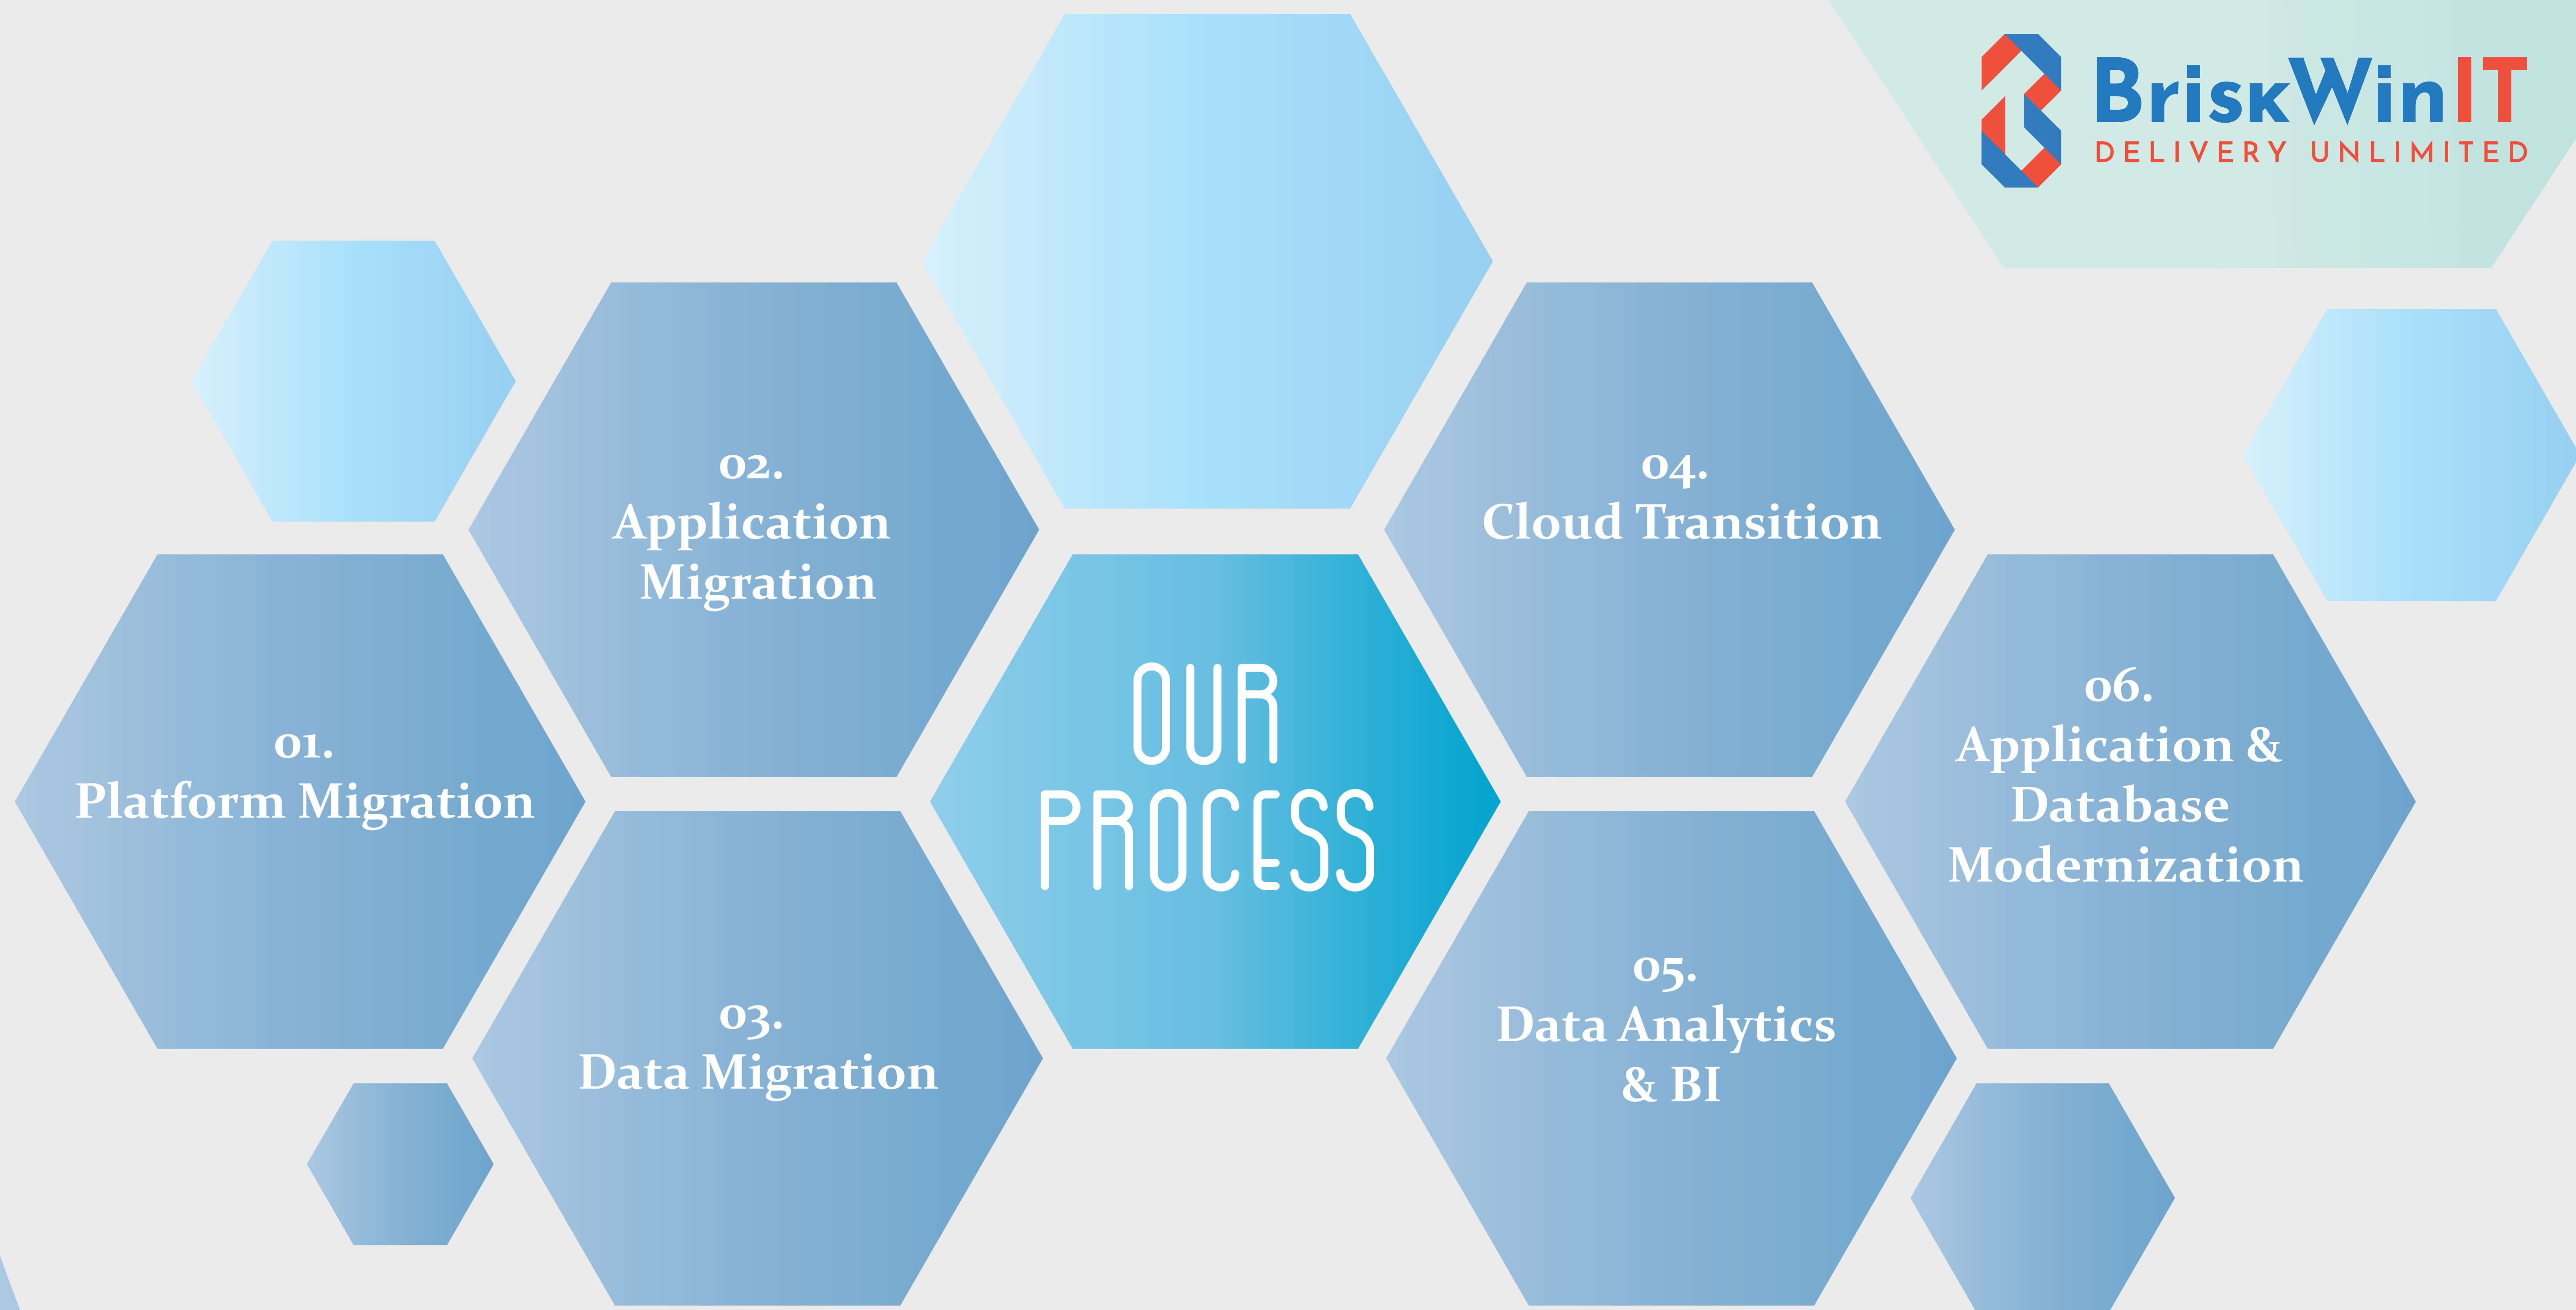 BriskWinIT
DELIVERY UNLIMITED
01.
Platform Migration
02.
Application
Migration
03.
Data Migration
OUR
PROCESS
04.
Cloud Transition
05.
Data Analytics
& BI
06.
Application &
Database
Modernization